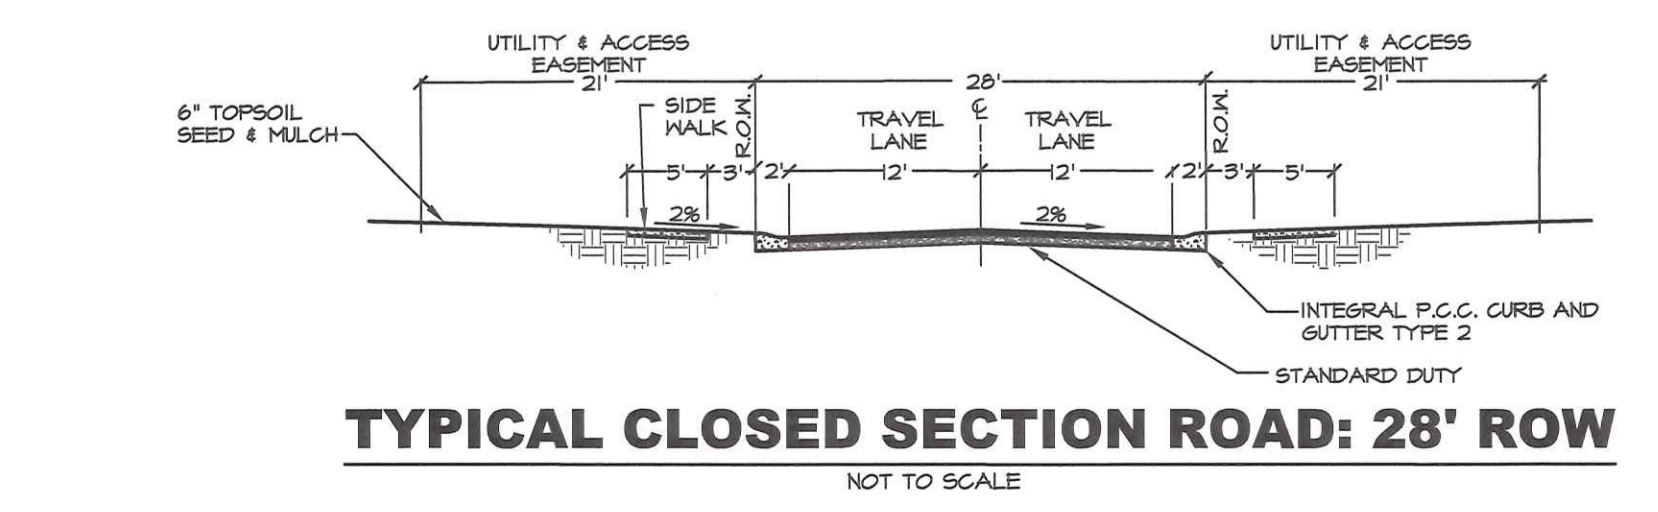 UTILITY & ACCESS
EASEMENT
21'
28'
UTILITY & ACCESS
EASEMENT
21'
6" TOPSOIL
SEED & MULCH
SIDE
WALK
R.O.W.
TRAVEL
LANE
℄
TRAVEL
LANE
R.O.W.
5'
3'
2'
12'
12'
2'
3'
5'
2%
2%
INTEGRAL P.C.C. CURB AND
GUTTER TYPE 2
STANDARD DUTY
TYPICAL CLOSED SECTION ROAD: 28' ROW
NOT TO SCALE